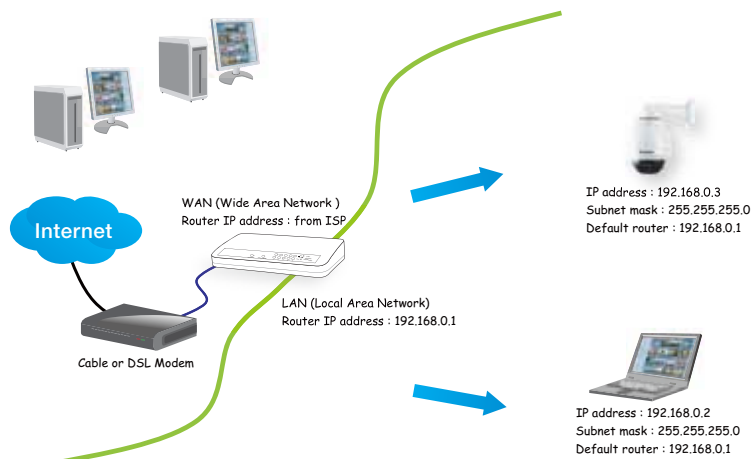 WAN (Wide Area Network )
Router IP address : from ISP
Internet
LAN (Local Area Network)
Router IP address : 192.168.0.1
Cable or DSL Modem
IP address : 192.168.0.3
Subnet mask : 255.255.255.0
Default router : 192.168.0.1
IP address : 192.168.0.2
Subnet mask : 255.255.255.0
Default router : 192.168.0.1